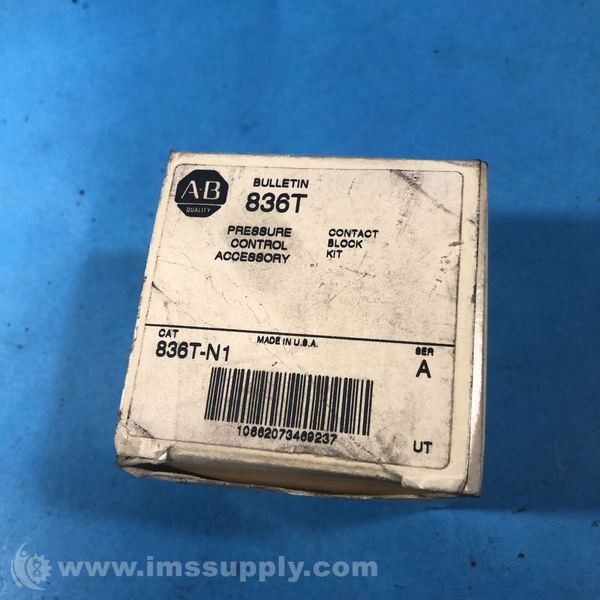 A-B
QUALITY
BULLETIN
836T
PRESSURE
CONTROL
ACCESSORY
CONTACT
BLOCK
KIT
CAT
836T-N1
MADE IN U.S.A.
SER
A
10662073469237
UT
© www.imssupply.com